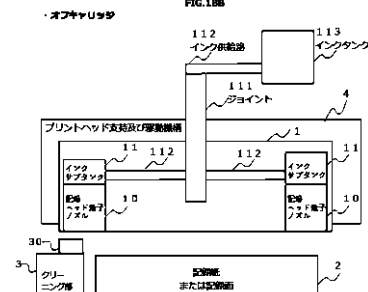 FIG.18B
・オフキャリッジ
112
インク供給路
113
インクタンク
111
ジョイント
4
プリントヘッド支持及び駆動機構
1
11
112
112
11
インク
サブタンク
インク
サブタンク
記録
ヘッド素子
ノズル
10
記録
ヘッド素子
ノズル
10
30
3
クリー
ニング部
記録紙
または記録面
2